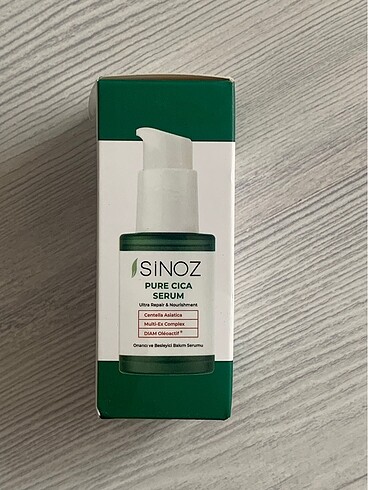 SiNOZ
PURE CICA
SERUM
Ultra Repair & Nourishment
Centella Asiatica
Multi-Ex Complex
DIAM Oléoactif®
Onarıcı ve Besleyici Bakım Serumu